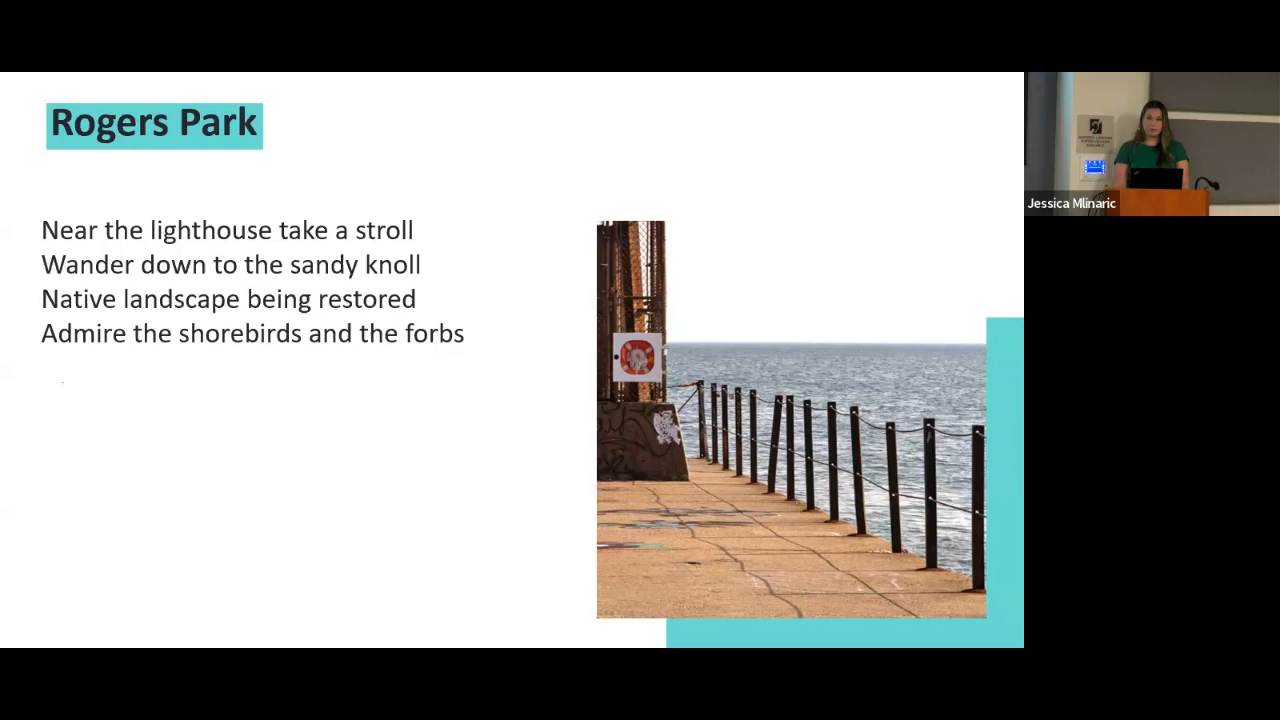 Rogers Park
Near the lighthouse take a stroll
Wander down to the sandy knoll
Native landscape being restored
Admire the shorebirds and the forbs
Jessica Mlinaric